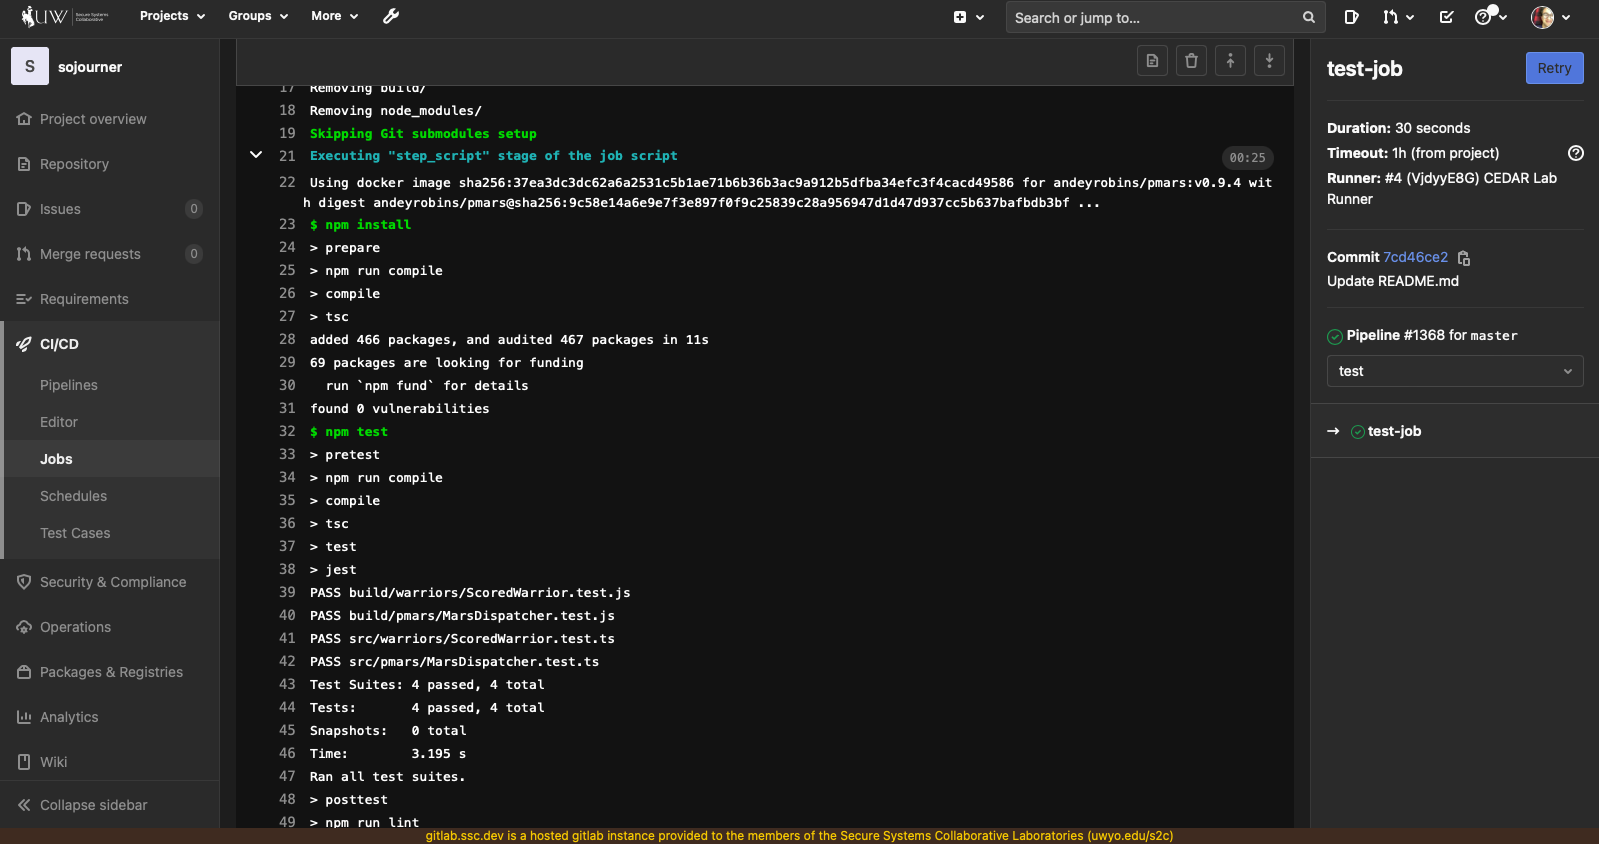 UW Secure Systems Collaborative
Projects
Groups
More
Search or jump to...
S sojourner
Project overview
Repository
Issues 0
Merge requests 0
Requirements
CI/CD
Pipelines
Editor
Jobs
Schedules
Test Cases
Security & Compliance
Operations
Packages & Registries
Analytics
Wiki
Collapse sidebar
17 Removing build/
18 Removing node_modules/
19 Skipping Git submodules setup
21 Executing "step_script" stage of the job script
00:25
22 Using docker image sha256:37ea3dc3dc62a6a2531c5b1ae71b6b36b3ac9a912b5dfba34efc3f4cacd49586 for andeyrobins/pmars:v0.9.4 wit
h digest andeyrobins/pmars@sha256:9c58e14a6e9e7f3e897f0f9c25839c28a956947d1d47d937cc5b637bafbdb3bf ...
23 $ npm install
24 > prepare
25 > npm run compile
26 > compile
27 > tsc
28 added 466 packages, and audited 467 packages in 11s
29 69 packages are looking for funding
30 run `npm fund` for details
31 found 0 vulnerabilities
32 $ npm test
33 > pretest
34 > npm run compile
35 > compile
36 > tsc
37 > test
38 > jest
39 PASS build/warriors/ScoredWarrior.test.js
40 PASS build/pmars/MarsDispatcher.test.js
41 PASS src/warriors/ScoredWarrior.test.ts
42 PASS src/pmars/MarsDispatcher.test.ts
43 Test Suites: 4 passed, 4 total
44 Tests: 4 passed, 4 total
45 Snapshots: 0 total
46 Time: 3.195 s
47 Ran all test suites.
48 > posttest
49 > npm run lint
test-job
Retry
Duration: 30 seconds
Timeout: 1h (from project)
Runner: #4 (VjdyyE8G) CEDAR Lab
Runner
Commit 7cd46ce2
Update README.md
Pipeline #1368 for master
test
→ test-job
gitlab.ssc.dev is a hosted gitlab instance provided to the members of the Secure Systems Collaborative Laboratories (uwyo.edu/s2c)